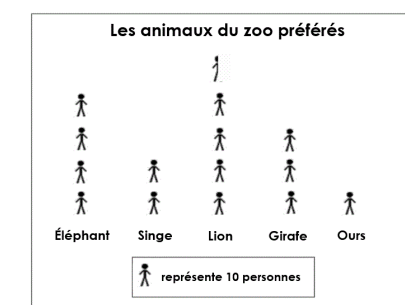 Les animaux du zoo préférés
Éléphant Singe Lion Girafe Ours
représente 10 personnes